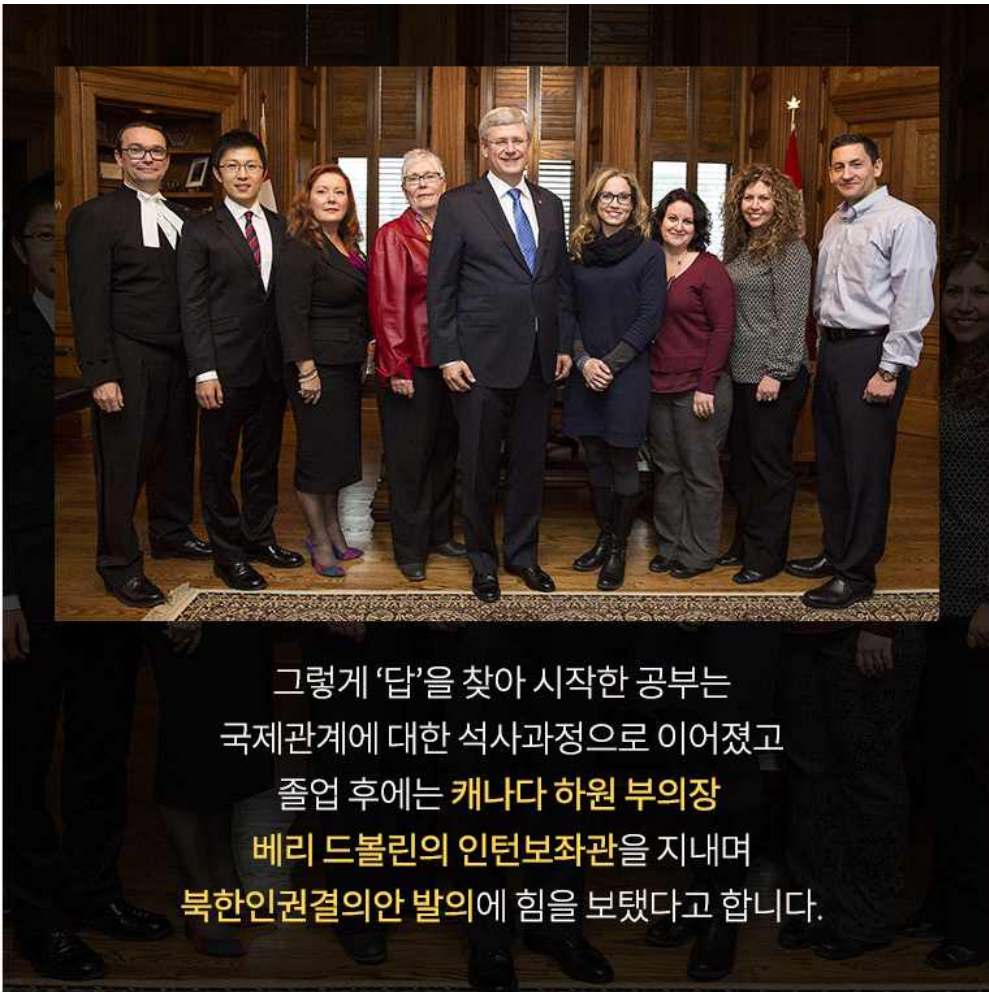 그렇게 ‘답’을 찾아 시작한 공부는
국제관계에 대한 석사과정으로 이어졌고
졸업 후에는 캐나다 하원 부의장
베리 드볼린의 인턴보좌관을 지내며
북한인권결의안 발의에 힘을 보탰다고 합니다.